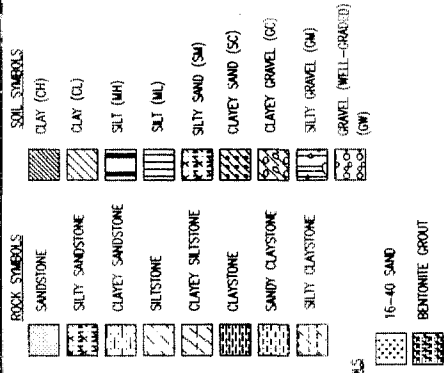 ROCK SYMBOLS
SANDSTONE
SILTY SANDSTONE
CLAYEY SANDSTONE
SILTSTONE
CLAYEY SILTSTONE
CLAYSTONE
SANDY CLAYSTONE
SILTY CLAYSTONE
SOIL SYMBOLS
CLAY (CH)
CLAY (CL)
SILT (MH)
SILT (ML)
SILTY SAND (SM)
CLAYEY SAND (SC)
CLAYEY GRAVEL (GC)
SILTY GRAVEL (GM)
GRAVEL (WELL-GRADED)
(GW)
OLS
16-40 SAND
BENTONITE GROUT